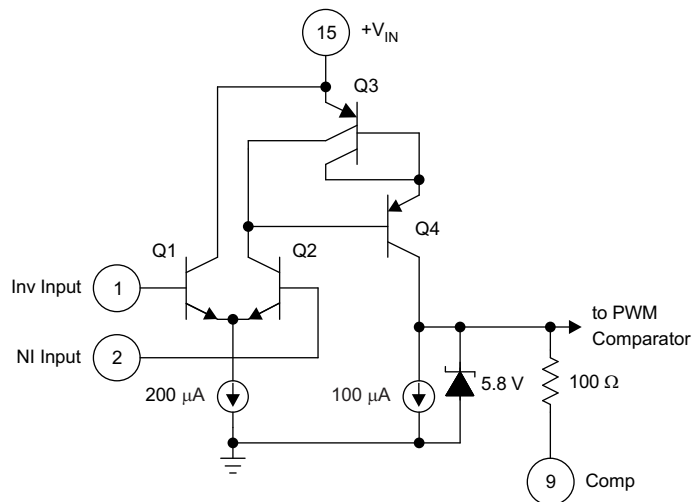 15
+V_IN
Q3
Q1
Q2
Q4
Inv Input
1
NI Input
2
to PWM
Comparator
200 μA
100 μA
5.8 V
100 Ω
9
Comp